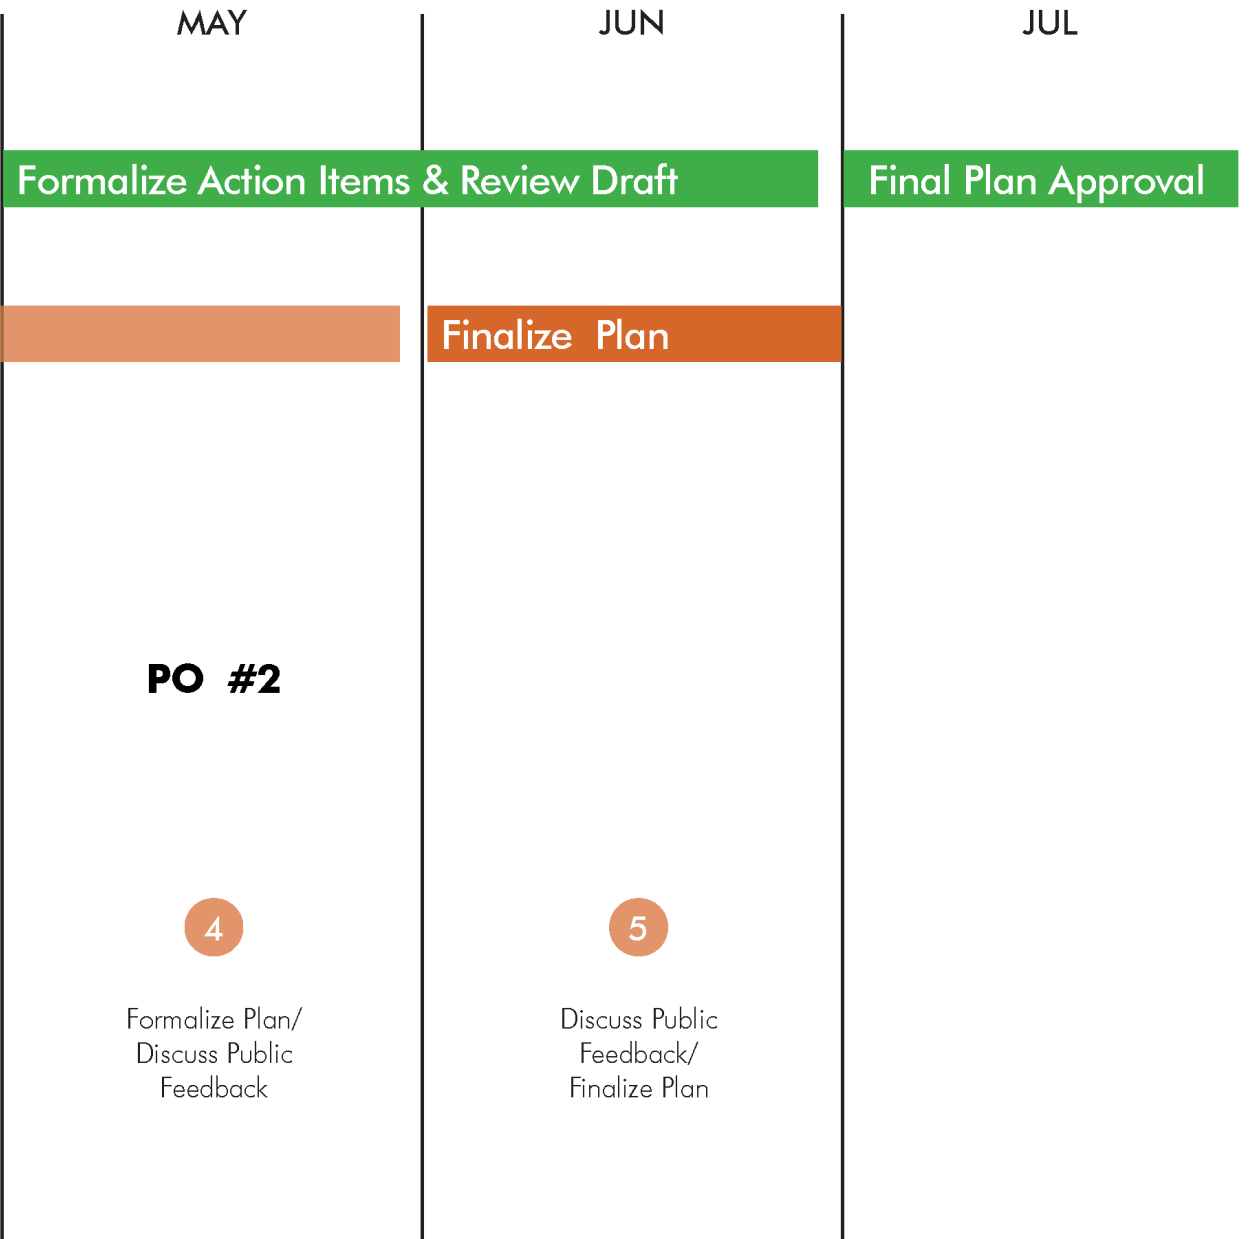 MAY
JUN
JUL
Formalize Action Items & Review Draft
Final Plan Approval
Finalize Plan
PO #2
4
5
Formalize Plan/
Discuss Public
Feedback
Discuss Public
Feedback/
Finalize Plan